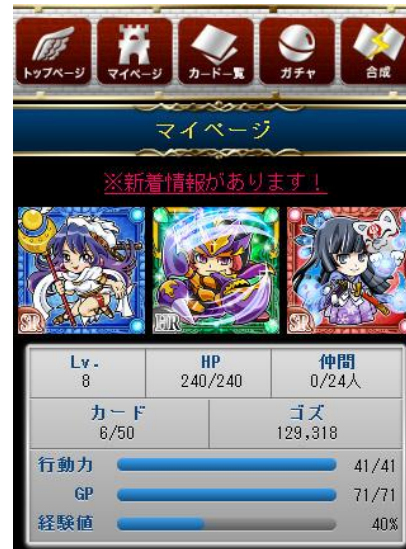 トップページ マイページ カード一覧 ガチャ 合成
マイページ
※新着情報があります！
SR HR SR
Lv. HP 仲間
8 240/240 0/24人
カード ゴズ
6/50 129,318
行動力 41/41
GP 71/71
経験値 40%